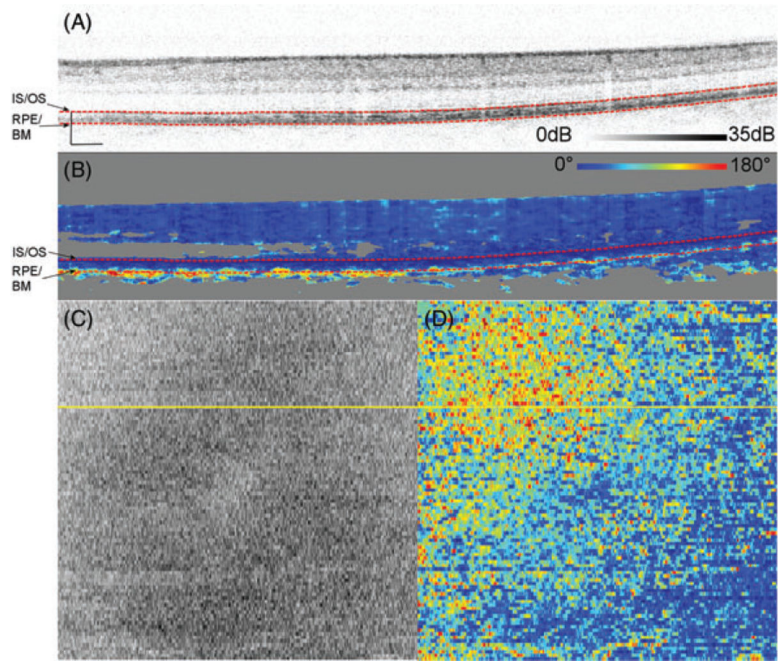 (A)
IS/OS
RPE/
BM
0dB 35dB
(B) 0° 180°
IS/OS
RPE/
BM
(C) (D)